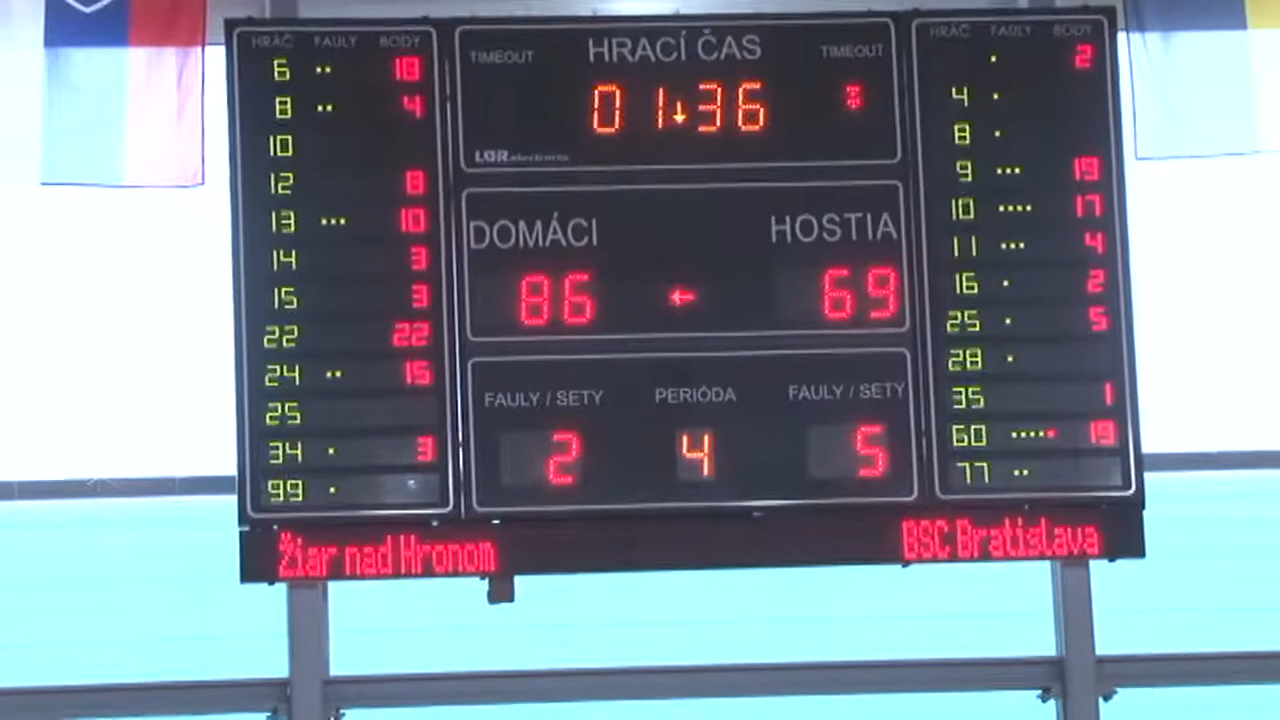 HRÁČ FAULY BODY
6 18
8 4
10
12 8
13 10
14 3
15 3
22 22
24 15
25
34 3
99
TIMEOUT HRACÍ ČAS TIMEOUT
01 36
LQR electronic
DOMÁCI HOSTIA
86 ← 69
FAULY / SETY PERIÓDA FAULY / SETY
2 4 5
HRÁČ FAULY BODY
2
4
8
9 19
10 17
11 4
16 2
25 5
28
35 1
60 19
77
Žiar nad Hronom BSC Bratislava